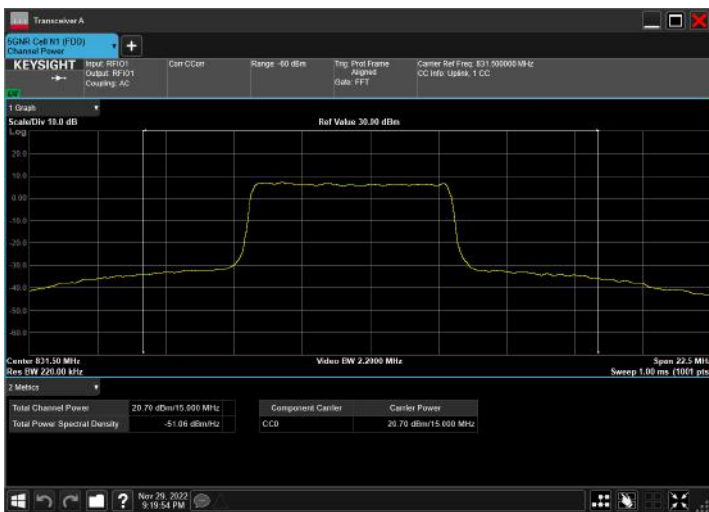 Transceiver A
5GNR Cell N1 (FDD)
Channel Power
KEYSIGHT
Input: RFIO1
Output: RFIO1
Coupling: AC
Corr CCorr
Range -60 dBm
Trig: Prot Frame
Aligned
Gate: FFT
Carrier Ref Freq: 831.500000 MHz
CC Info: Uplink, 1 CC
1 Graph
Scale/Div 10.0 dB
Ref Value 30.00 dBm
Log
20.0
10.0
0.00
-10.0
-20.0
-30.0
-40.0
-50.0
-60.0
Center 831.50 MHz
Video BW 2.2000 MHz
Span 22.5 MH
Res BW 220.00 kHz
Sweep 1.00 ms (1001 pts
2 Metrics
Total Channel Power 20.70 dBm/15.000 MHz
Total Power Spectral Density -51.06 dBm/Hz
Component Carrier Carrier Power
CC0 20.70 dBm/15.000 MHz
?
Nov 29, 2022
9:19:54 PM